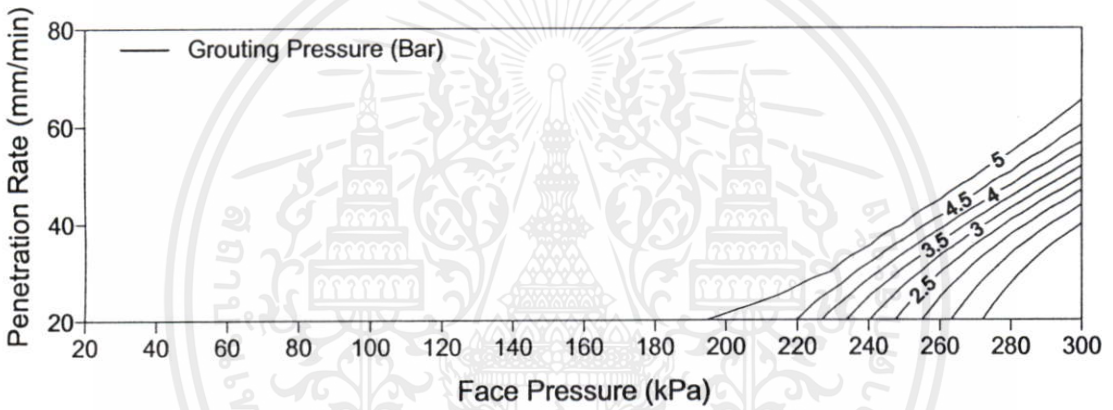 Penetration Rate (mm/min)
80
60
40
20
Grouting Pressure (Bar)
5
4.5
4
3.5
3
2.5
20 40 60 80 100 120 140 160 180 200 220 240 260 280 300
Face Pressure (kPa)